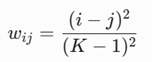 w_{ij} = \frac{(i-j)^2}{(K-1)^2}